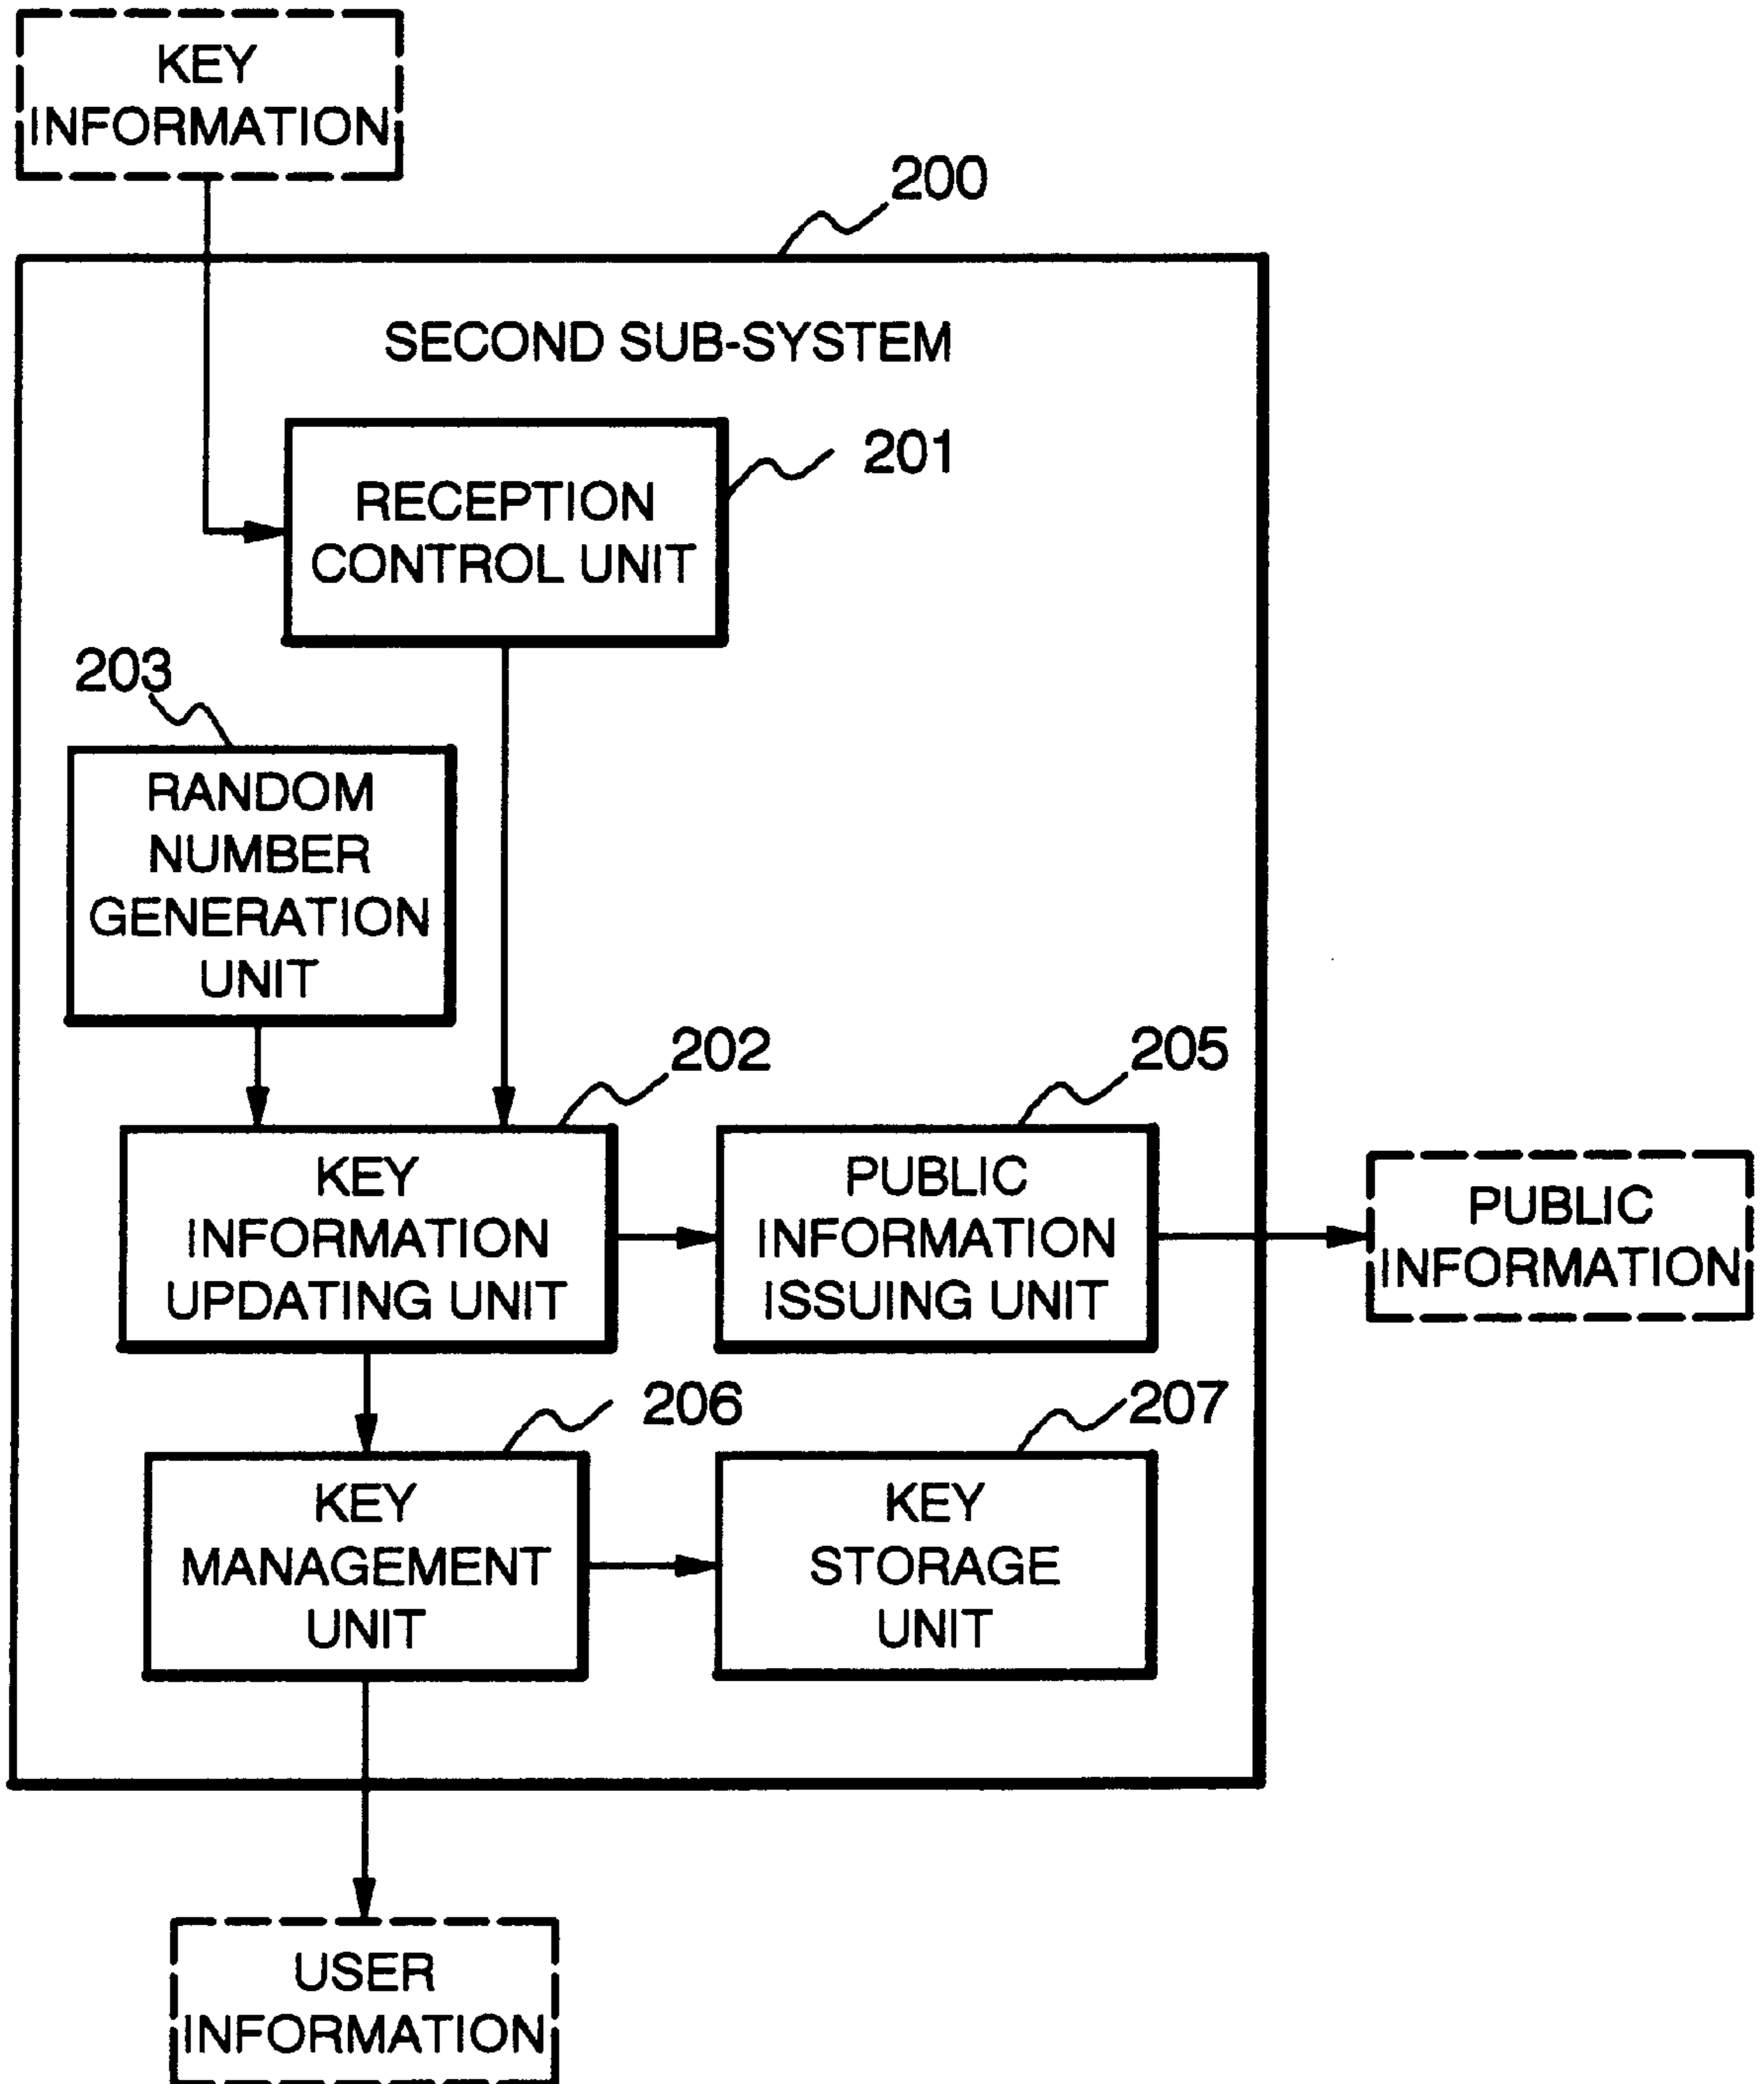 KEY
INFORMATION
200
SECOND SUB-SYSTEM
201
RECEPTION
CONTROL UNIT
203
RANDOM
NUMBER
GENERATION
UNIT
202
205
KEY
INFORMATION
UPDATING UNIT
PUBLIC
INFORMATION
ISSUING UNIT
PUBLIC
INFORMATION
206
207
KEY
MANAGEMENT
UNIT
KEY
STORAGE
UNIT
USER
INFORMATION